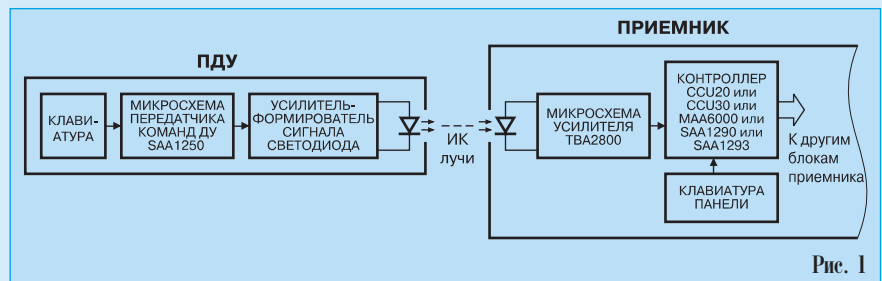 ПДУ
КЛАВИ-
АТУРА
МИКРОСХЕМА
ПЕРЕДАТЧИКА
КОМАНД ДУ
SAA1250
УСИЛИТЕЛЬ-
ФОРМИРОВАТЕЛЬ
СИГНАЛА
СВЕТОДИОДА
ИК
лучи
ПРИЕМНИК
МИКРОСХЕМА
УСИЛИТЕЛЯ
TBA2800
КОНТРОЛЛЕР
CCU20 или
CCU30 или
MAA6000 или
SAA1290 или
SAA1293
К другим
блокам
приемника
КЛАВИАТУРА
ПАНЕЛИ
Рис. 1